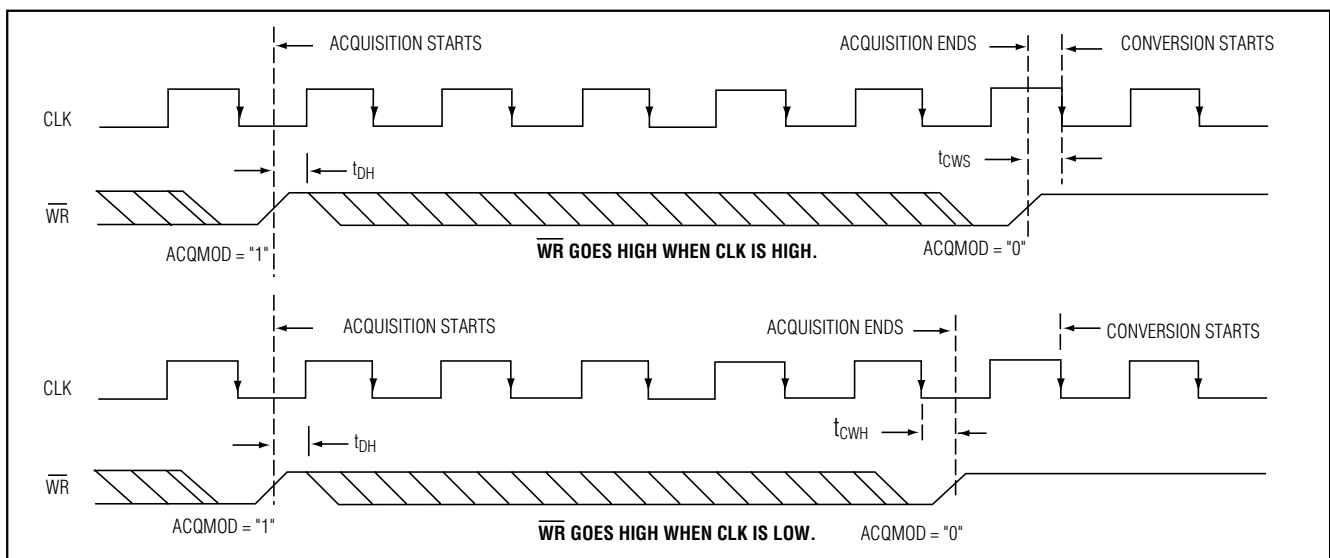 ACQUISITION STARTS
ACQUISITION ENDS
CONVERSION STARTS
CLK
tCWS
tDH
WR
ACQMOD = "1"
WR GOES HIGH WHEN CLK IS HIGH.
ACQMOD = "0"
ACQUISITION STARTS
ACQUISITION ENDS
CONVERSION STARTS
CLK
tCWH
tDH
WR
ACQMOD = "1"
WR GOES HIGH WHEN CLK IS LOW.
ACQMOD = "0"